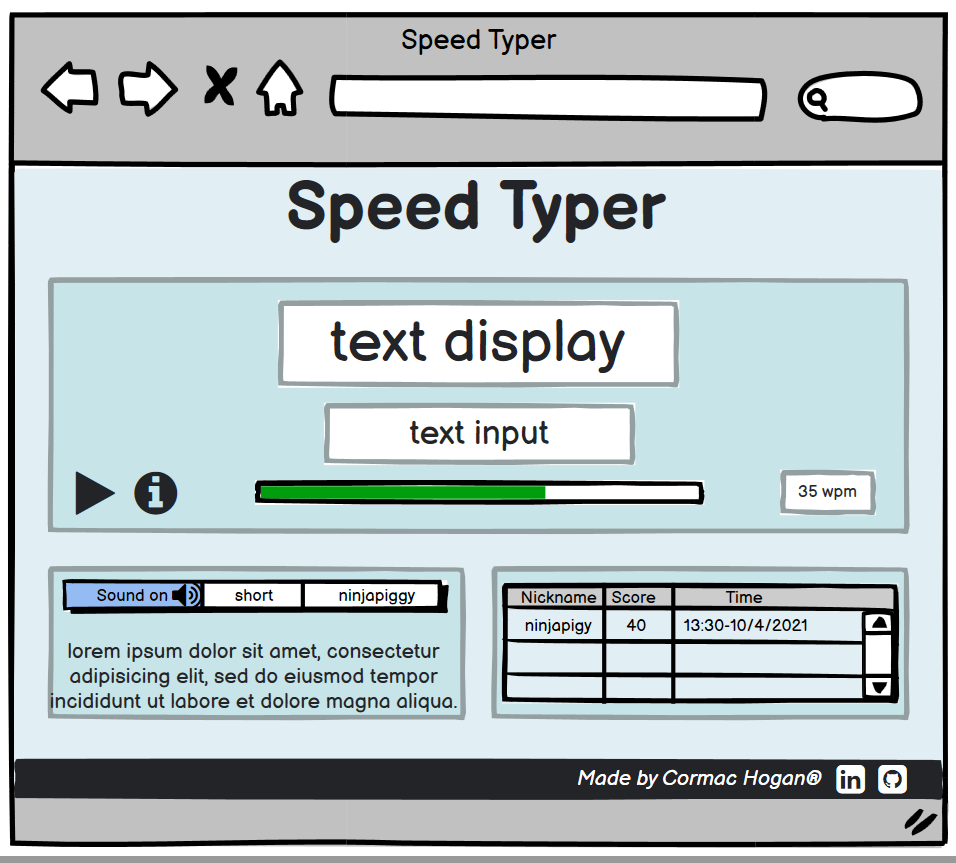 Speed Typer
Speed Typer
text display
text input
35 wpm
Sound on short ninjapiggy
lorem ipsum dolor sit amet, consectetur
adipisicing elit, sed do eiusmod tempor
incididunt ut labore et dolore magna aliqua.
Nickname Score Time
ninjapigy 40 13:30-10/4/2021
Made by Cormac Hogan® in